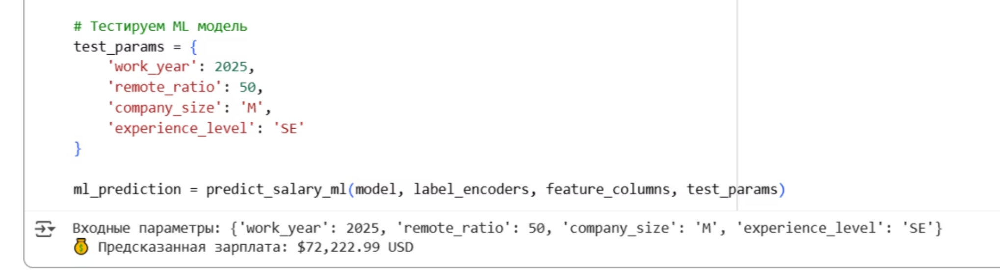 # Тестируем ML модель
test_params = {
    'work_year': 2025,
    'remote_ratio': 50,
    'company_size': 'M',
    'experience_level': 'SE'
}
ml_prediction = predict_salary_ml(model, label_encoders, feature_columns, test_params)
Входные параметры: {'work_year': 2025, 'remote_ratio': 50, 'company_size': 'M', 'experience_level': 'SE'}
💰 Предсказанная зарплата: $72,222.99 USD